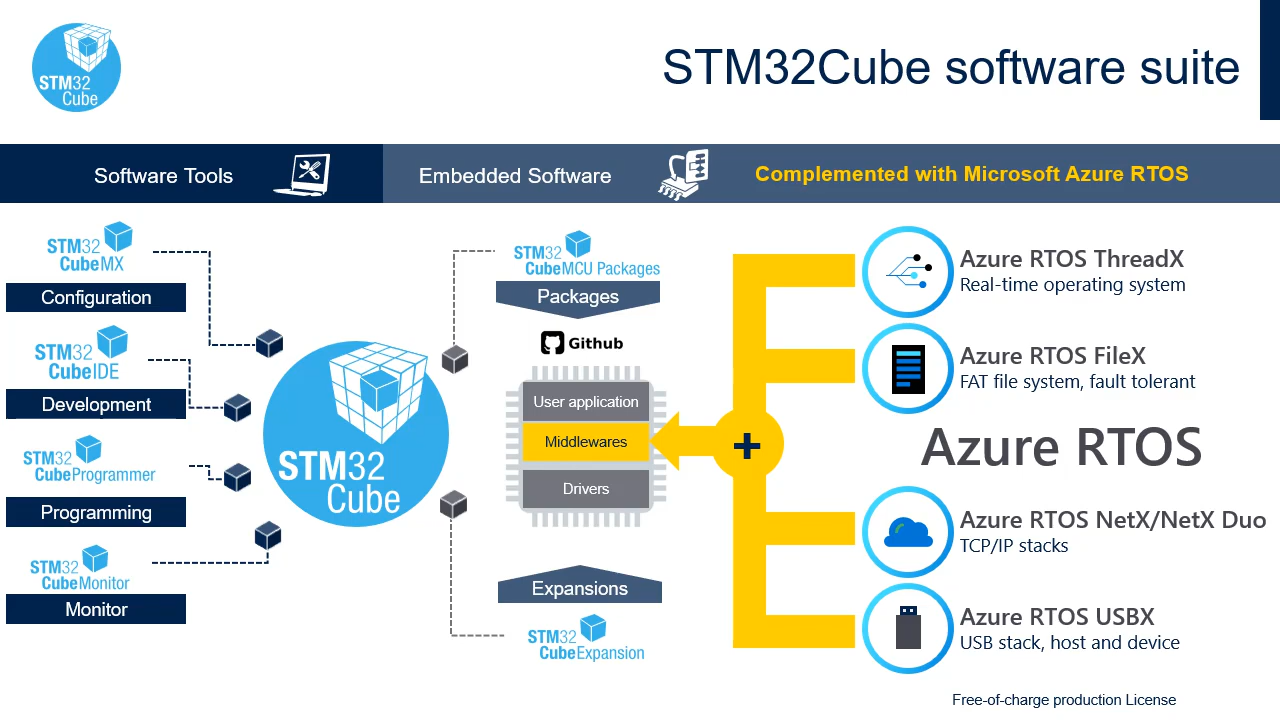 STM32
Cube
STM32Cube software suite
Software Tools
Embedded Software
Complemented with Microsoft Azure RTOS
STM32
CubeMX
Configuration
STM32
CubeIDE
Development
STM32
CubeProgrammer
Programming
STM32
CubeMonitor
Monitor
STM32
Cube
STM32
CubeMCU Packages
Packages
Github
User application
Middlewares
Drivers
Expansions
STM32
CubeExpansion
+
Azure RTOS ThreadX
Real-time operating system
Azure RTOS FileX
FAT file system, fault tolerant
Azure RTOS
Azure RTOS NetX/NetX Duo
TCP/IP stacks
Azure RTOS USBX
USB stack, host and device
Free-of-charge production License